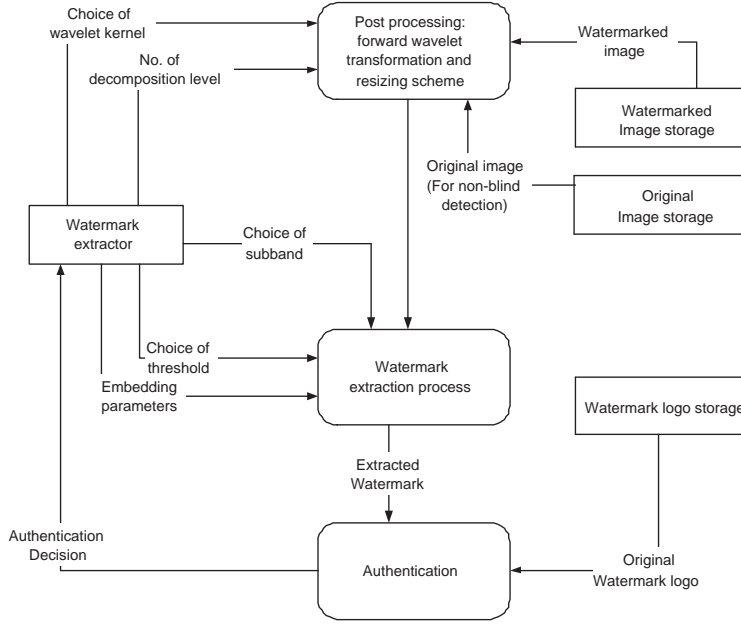 Choice of
wavelet kernel
No. of
decomposition level
Post processing:
forward wavelet
transformation and
resizing scheme
Watermarked
image
Watermarked
Image storage
Original image
(For non-blind
detection)
Original
Image storage
Watermark
extractor
Choice of
subband
Choice of
threshold
Embedding
parameters
Watermark
extraction process
Watermark logo storage
Extracted
Watermark
Authentication
Decision
Authentication
Original
Watermark logo